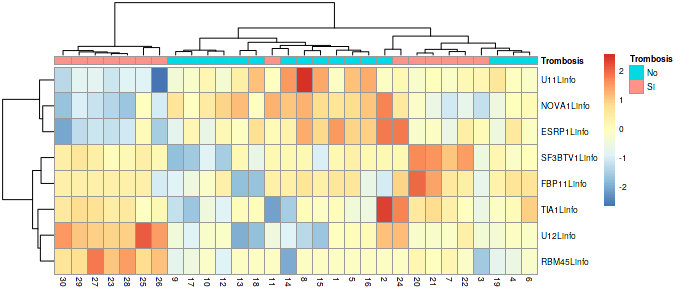 Trombosis
U11Linfo
NOVA1Linfo
ESRP1Linfo
SF3BTV1Linfo
FBP11Linfo
TIA1Linfo
U12Linfo
RBM45Linfo
30 29 27 23 28 25 26 9 17 10 12 13 18 11 14 8 15 1 5 16 2 24 20 21 7 22 3 19 4 6
2
1
0
-1
-2
Trombosis
No
SI